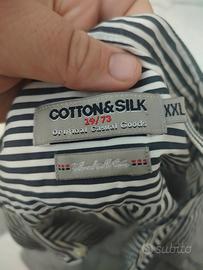 COTTON&SILK
19/73
Original Casual Goods
XXL
subito